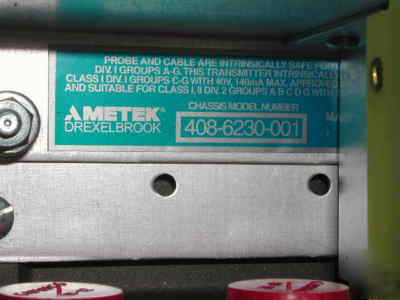 PROBE AND CABLE ARE INTRINSICALLY SAFE FOR
DIV. I GROUPS A-G. THIS TRANSMITTER INTRINSICALLY
CLASS I DIV. I GROUPS C-G WITH 40V, 140mA MAX. APPROVED
AND SUITABLE FOR CLASS I, II DIV. 2 GROUPS A B C D G WITH
CHASSIS MODEL NUMBER
AMETEK
DREXELBROOK
408-6230-001